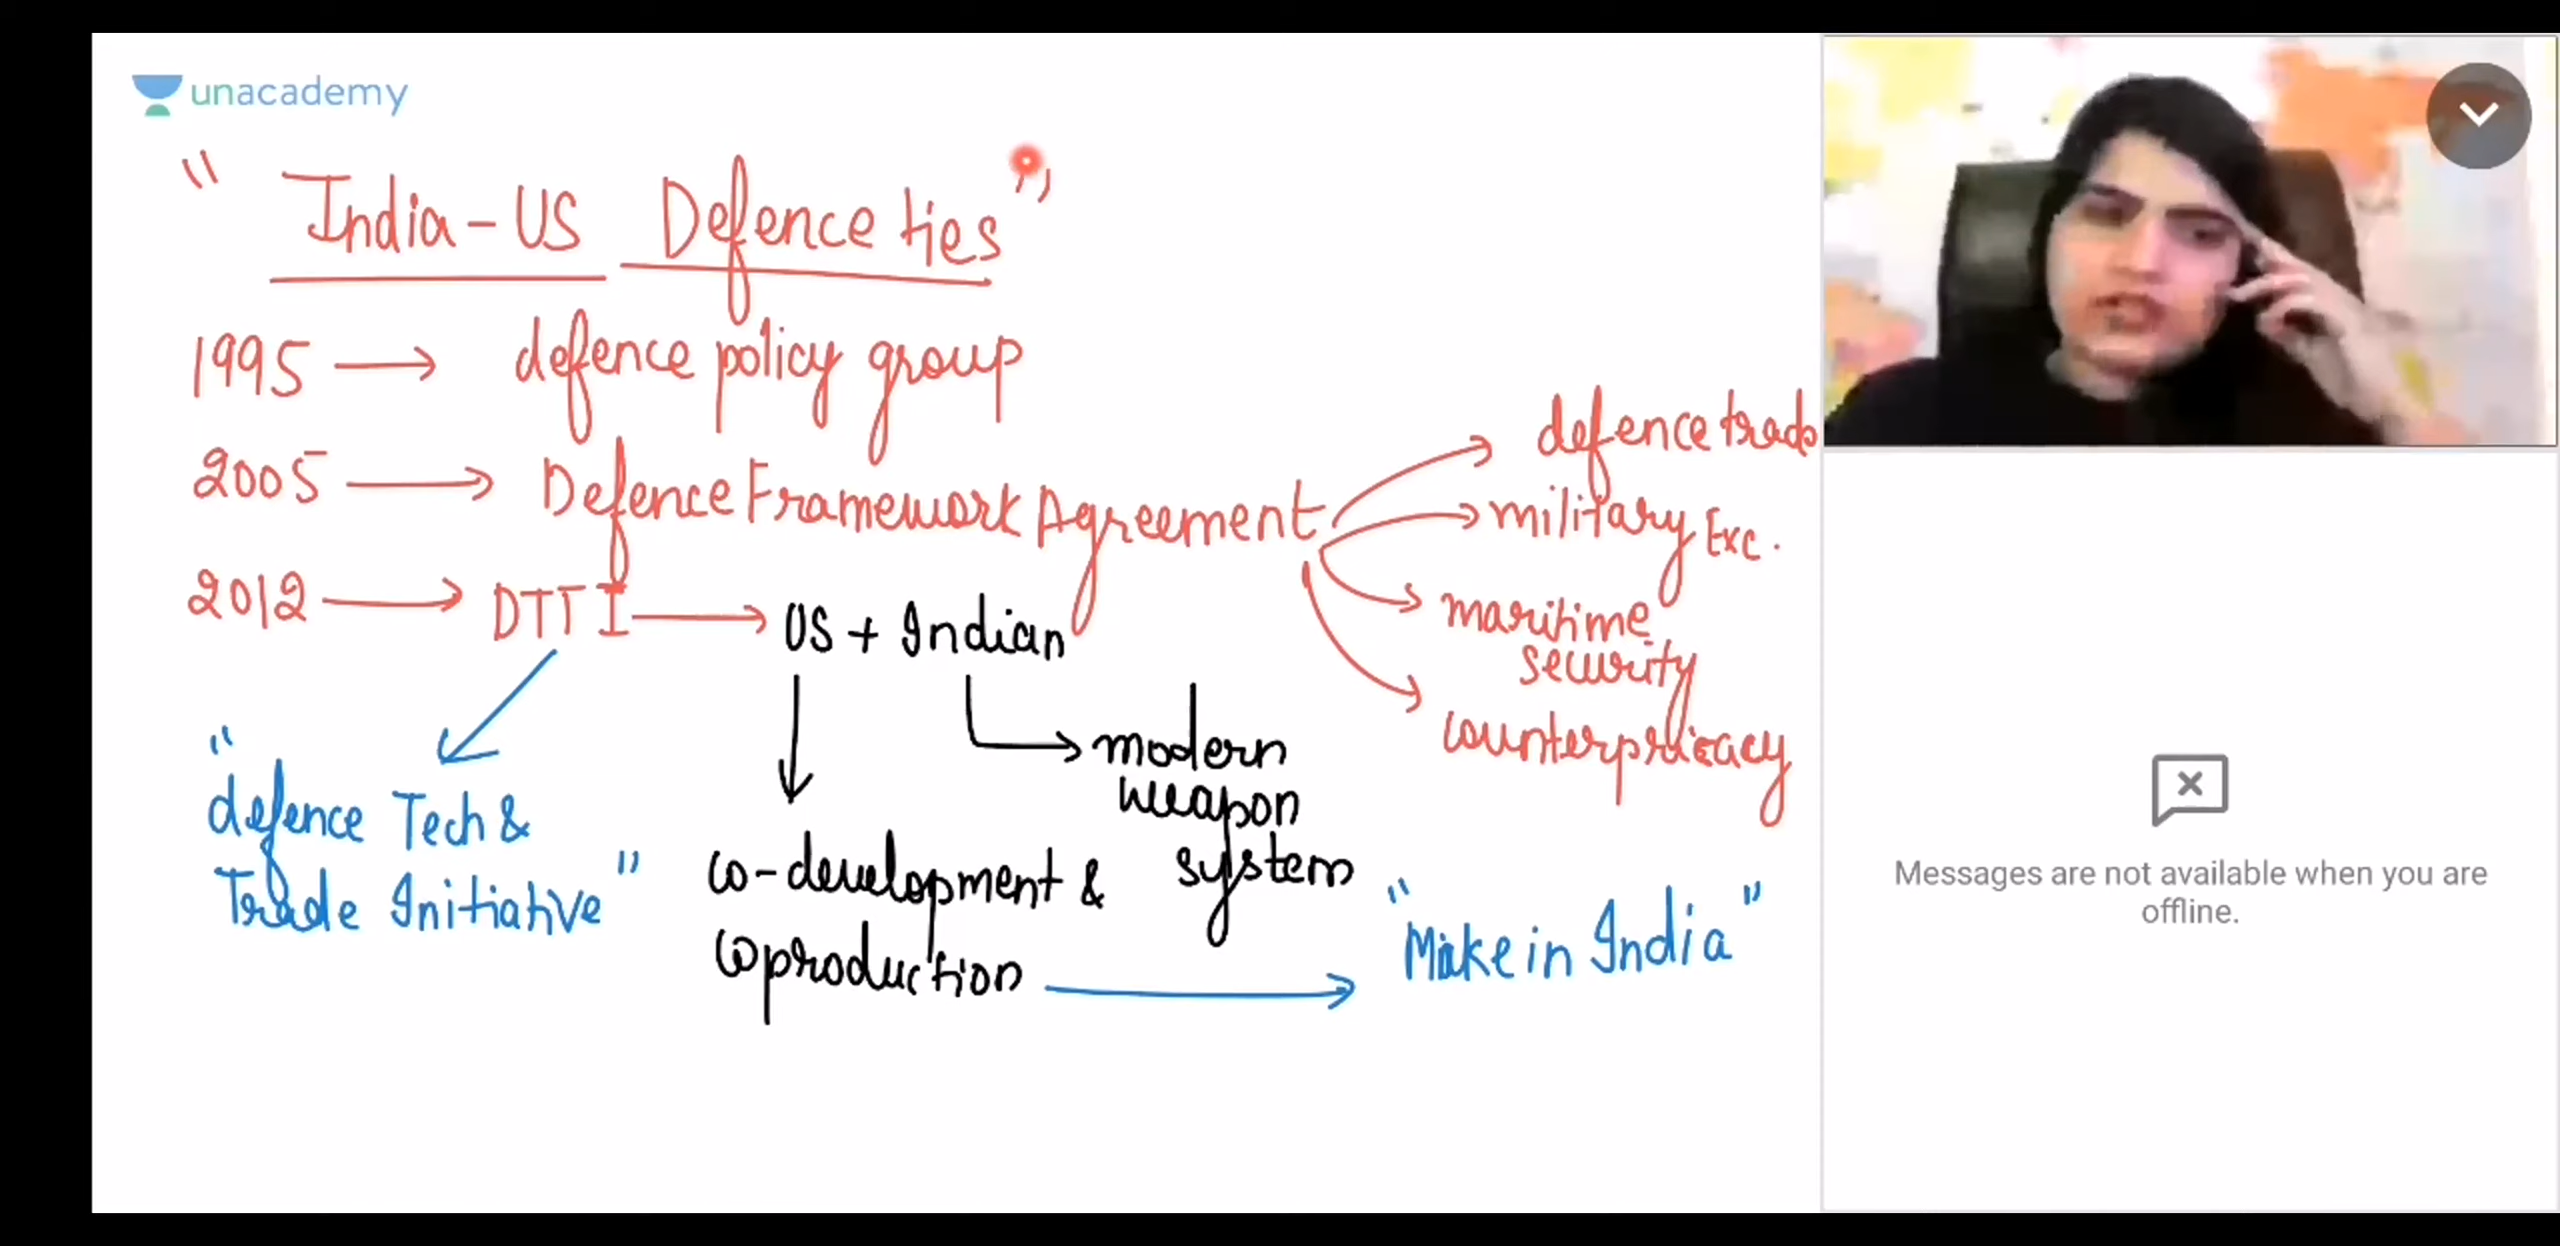 unacademy
" India - US Defence ties "
1995 → defence policy group
2005 → Defence Framework Agreement
→ defence trade
→ military Exc.
→ maritime
security
→ counterpiracy
2012 → DTTI → US + Indian
→ modern
weapon
system
"defence Tech &
Trade Initiative"
co-development &
coproduction → "Make in India"
Messages are not available when you are
offline.